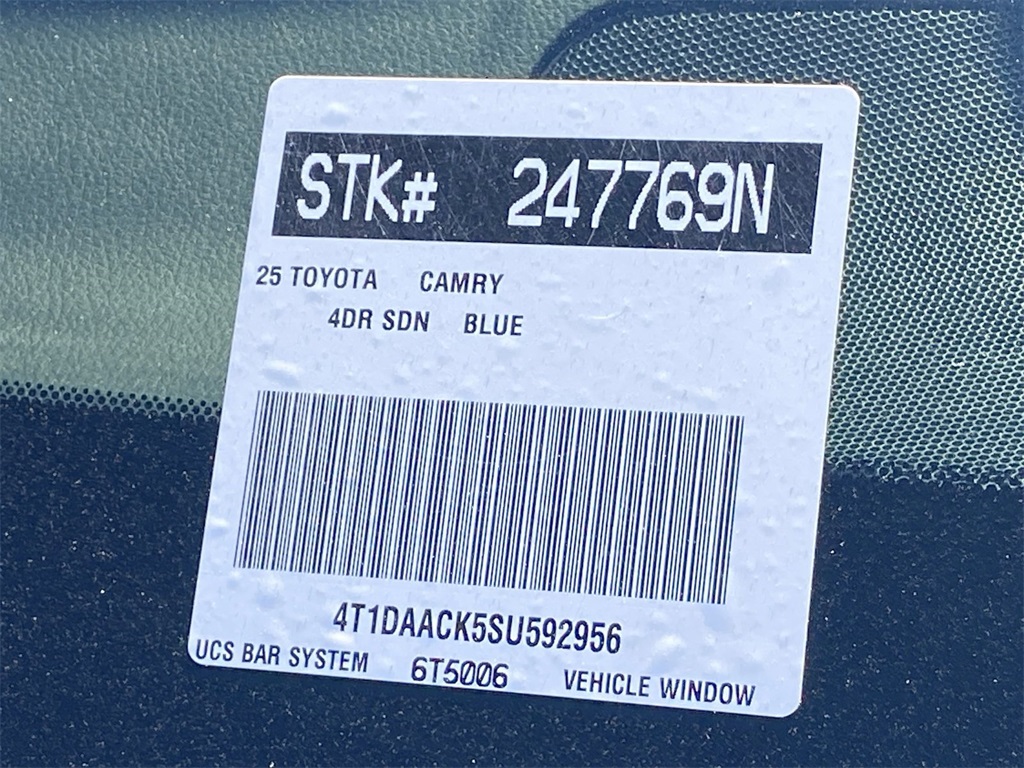 STK# 247769N
25 TOYOTA CAMRY
4DR SDN BLUE
4T1DAACK5SU592956
UCS BAR SYSTEM 6T5006 VEHICLE WINDOW